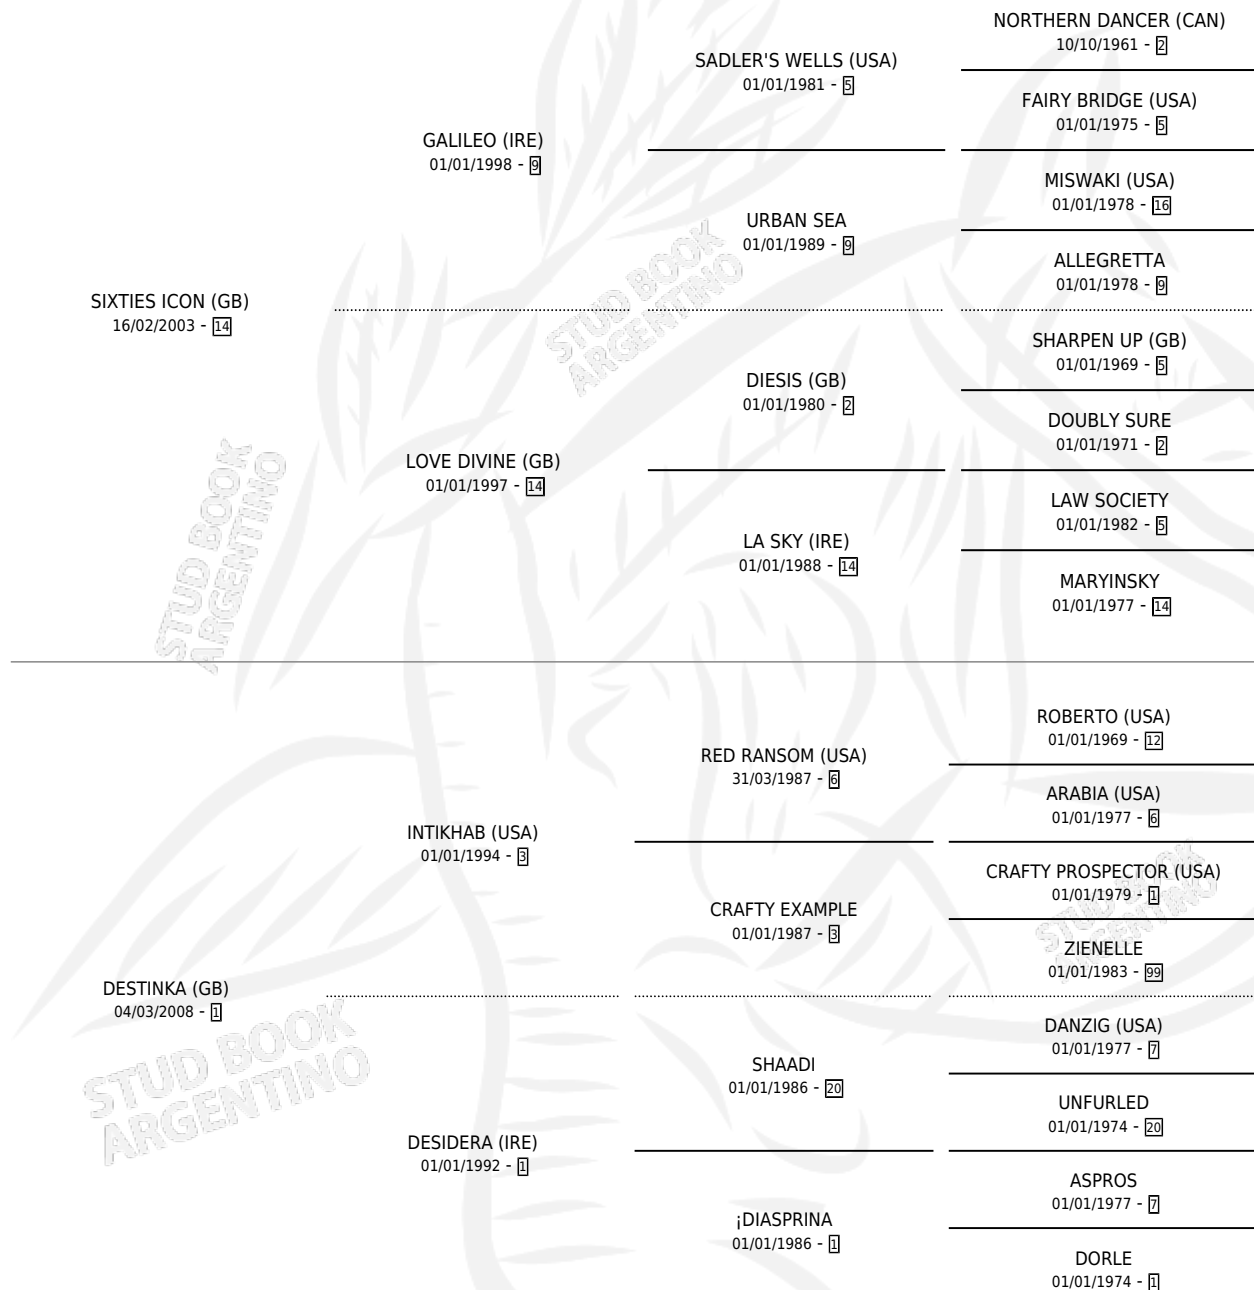 NORTHERN DANCER (CAN)
10/10/1961 - 2
SADLER'S WELLS (USA)
01/01/1981 - 5
FAIRY BRIDGE (USA)
01/01/1975 - 5
GALILEO (IRE)
01/01/1998 - 9
MISWAKI (USA)
01/01/1978 - 16
URBAN SEA
01/01/1989 - 9
ALLEGRETTA
01/01/1978 - 9
SIXTIES ICON (GB)
16/02/2003 - 14
SHARPEN UP (GB)
01/01/1969 - 5
DIESIS (GB)
01/01/1980 - 2
DOUBLY SURE
01/01/1971 - 2
LOVE DIVINE (GB)
01/01/1997 - 14
LAW SOCIETY
01/01/1982 - 5
LA SKY (IRE)
01/01/1988 - 14
MARYINSKY
01/01/1977 - 14
ROBERTO (USA)
01/01/1969 - 12
RED RANSOM (USA)
31/03/1987 - 6
ARABIA (USA)
01/01/1977 - 6
INTIKHAB (USA)
01/01/1994 - 3
CRAFTY PROSPECTOR (USA)
01/01/1979 - 1
CRAFTY EXAMPLE
01/01/1987 - 3
ZIENELLE
01/01/1983 - 99
DESTINKA (GB)
04/03/2008 - 1
DANZIG (USA)
01/01/1977 - 7
SHAADI
01/01/1986 - 20
UNFURLED
01/01/1974 - 20
DESIDERA (IRE)
01/01/1992 - 1
ASPROS
01/01/1977 - 7
¡DIASPRINA
01/01/1986 - 1
DORLE
01/01/1974 - 1
STUD BOOK
ARGENTINO
STUD BOOK
ARGENTINO
STUD BOOK
ARGENTINO
STUD BOOK
ARGENTINO